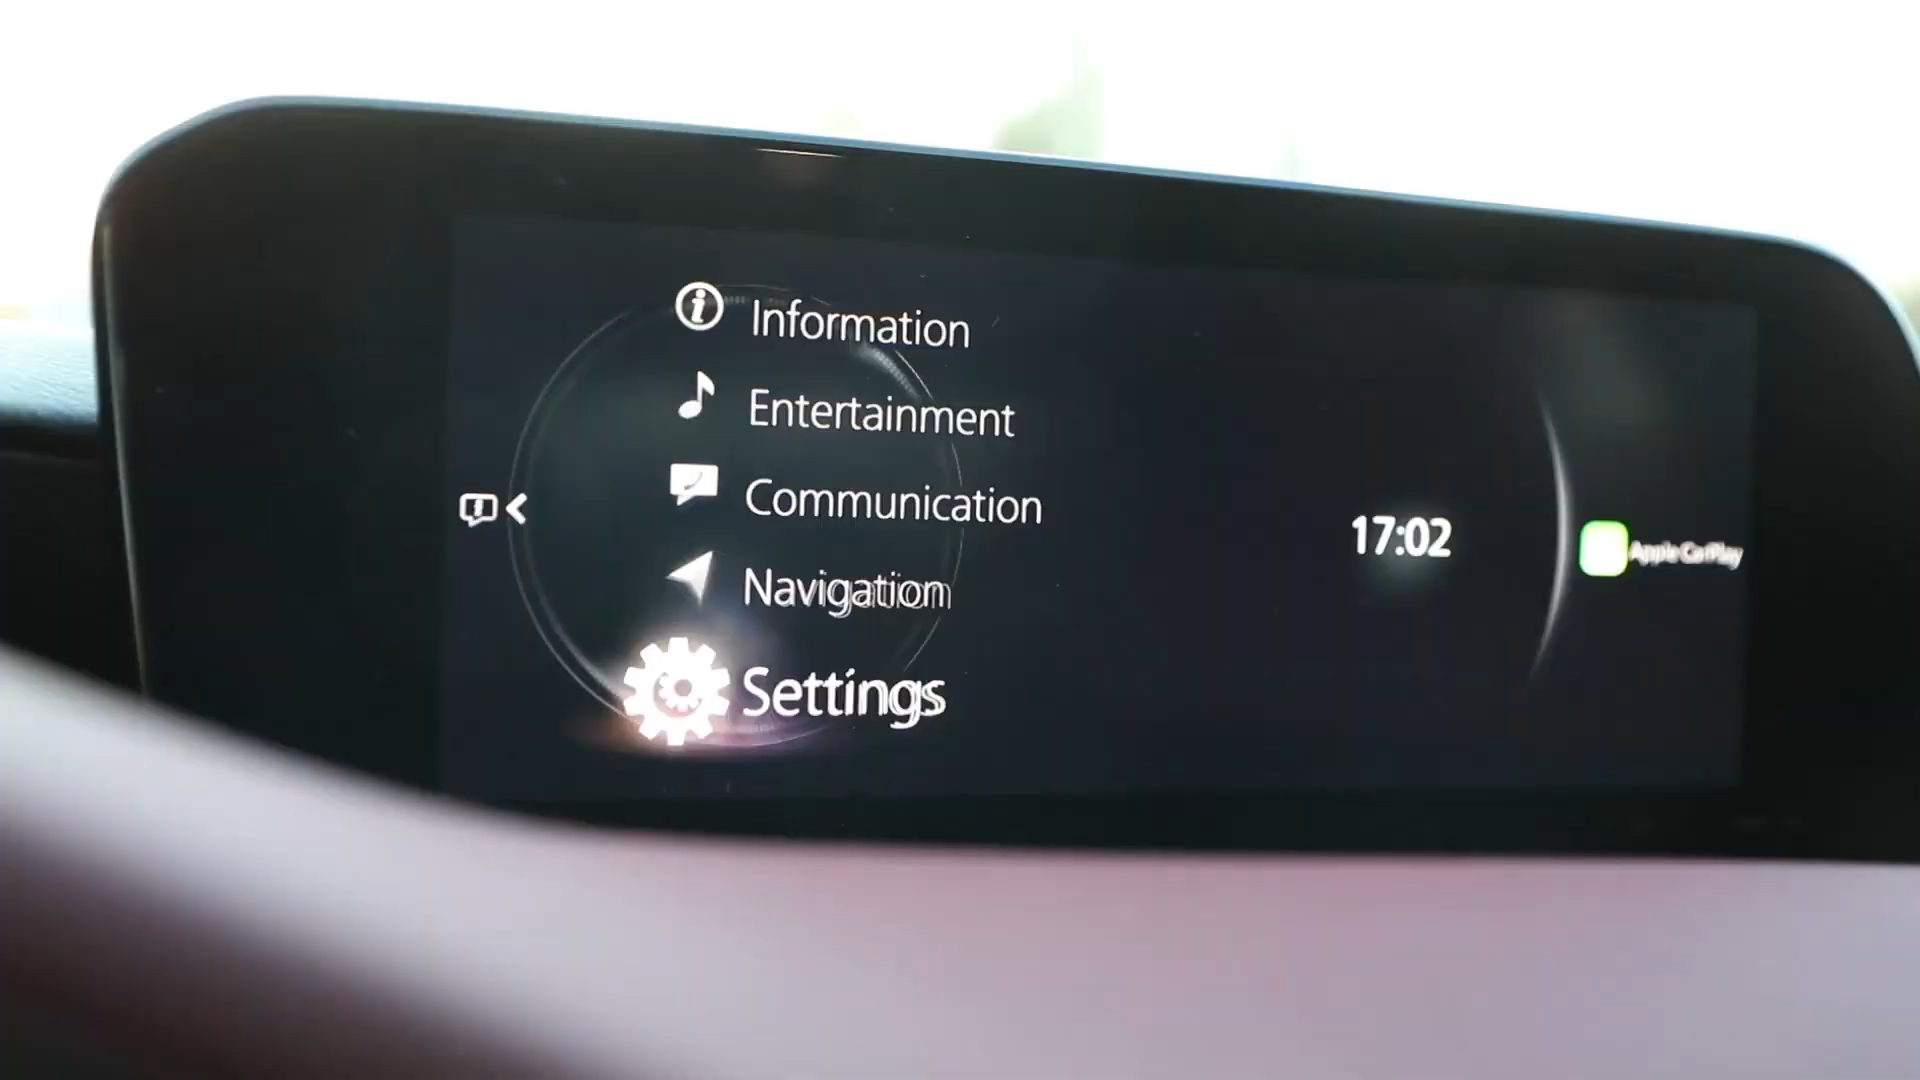 Information
Entertainment
Communication
Navigation
Settings
17:02
Apple CarPlay